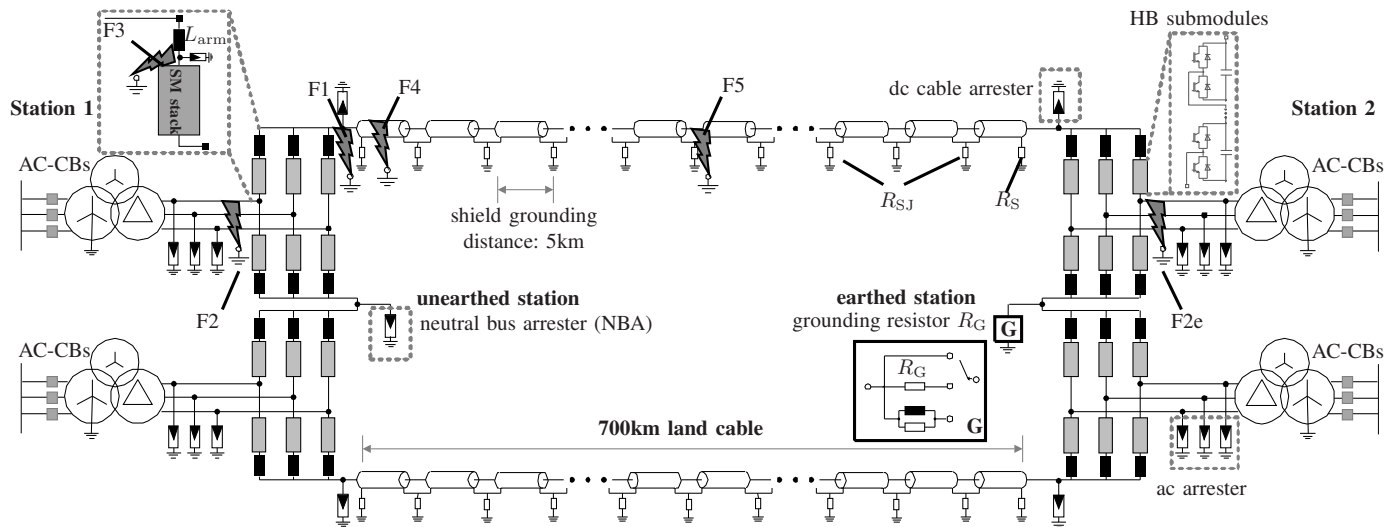 HB submodules
F3
L_arm
SM stack
Station 1
F1
F4
F5
dc cable arrester
Station 2
AC-CBs
AC-CBs
R_SJ
R_S
shield grounding
distance: 5km
F2
unearthed station
neutral bus arrester (NBA)
earthed station
grounding resistor R_G
G
F2e
AC-CBs
AC-CBs
R_G
G
700km land cable
ac arrester